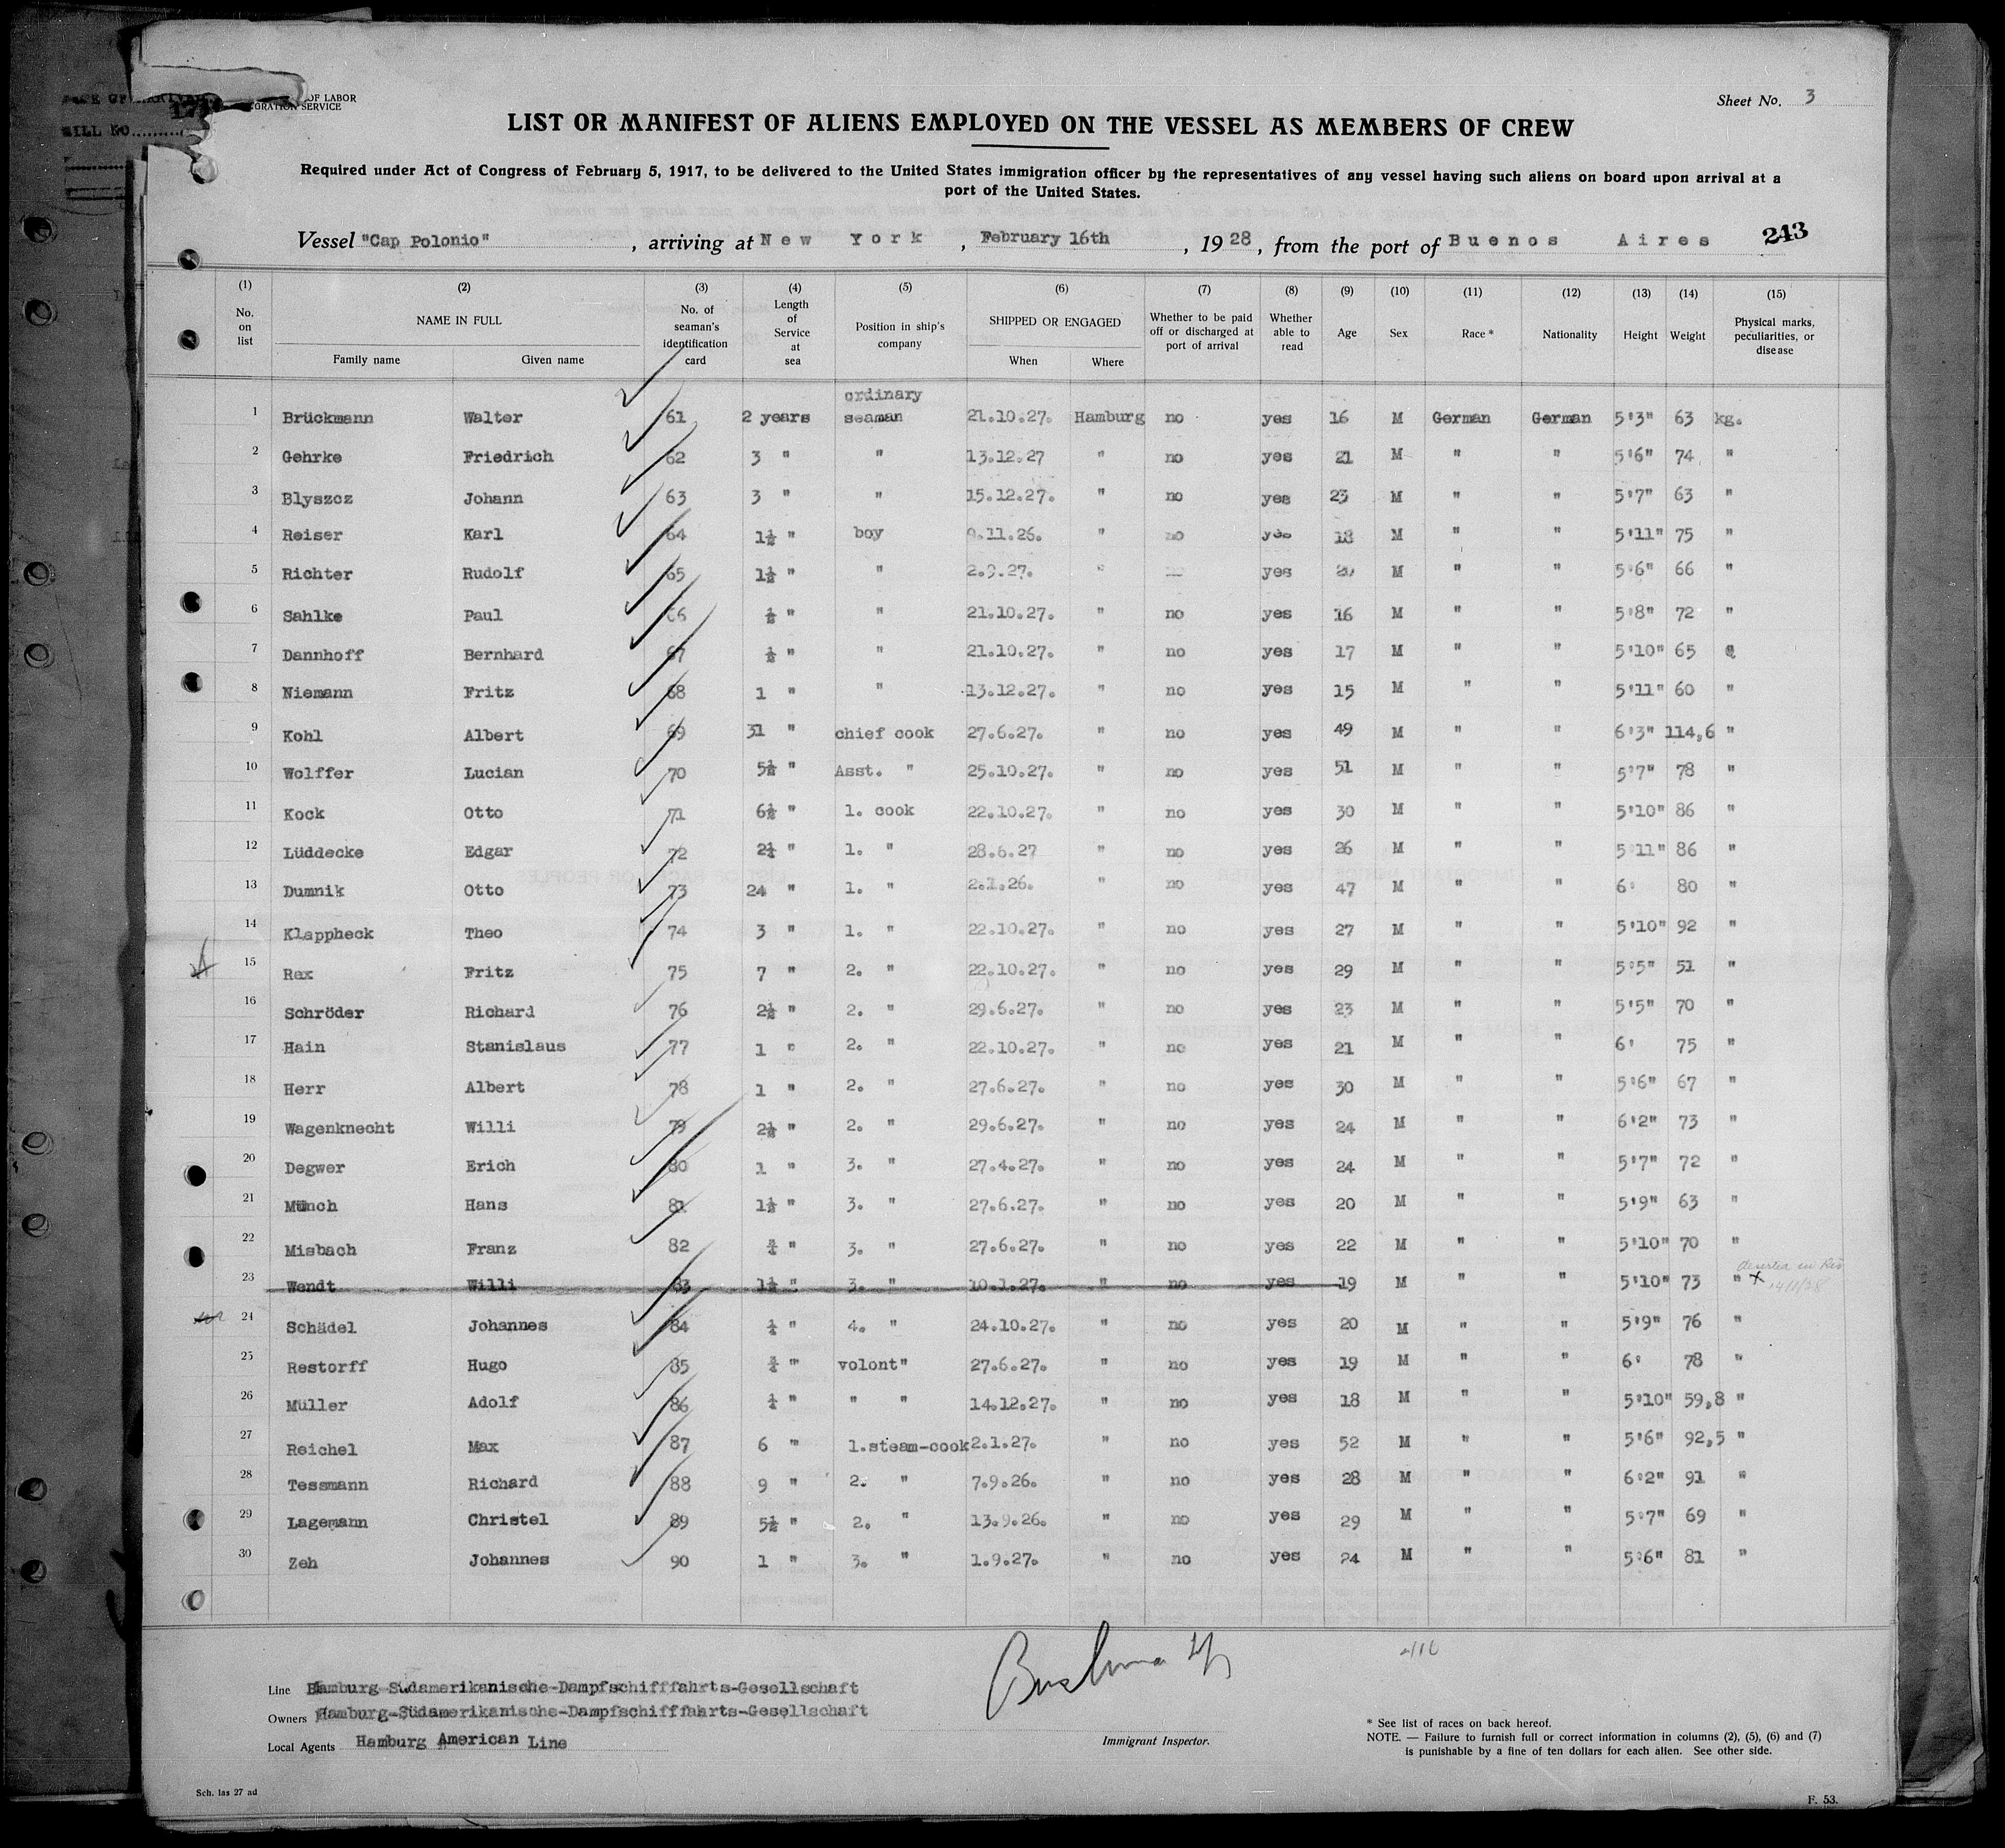 OF LABOR
SERVICE
Sheet No. 3
LIST OR MANIFEST OF ALIENS EMPLOYED ON THE VESSEL AS MEMBERS OF CREW
Required under Act of Congress of February 5, 1917, to be delivered to the United States immigration officer by the representatives of any vessel having such aliens on board upon arrival at a
port of the United States.
Vessel "Cap Polonio", arriving at New York, February 16th, 1928, from the port of Buenos Aires 243
(1) (2) (3) (4) (5) (6) (7) (8) (9) (10) (11) (12) (13) (14) (15)
No. on list NAME IN FULL Family name Given name No. of seaman's identification card Length of Service at sea Position in ship's company SHIPPED OR ENGAGED When Where Whether to be paid off or discharged at port of arrival Whether able to read Age Sex Race * Nationality Height Weight Physical marks, peculiarities, or disease
1 Brückmann Walter 61 2 years ordinary seaman 21.10.27. Hamburg no yes 16 M German German 5'3" 63 kg.
2 Gehrke Friedrich 62 3 " " 13.12.27 " no yes 21 M " " 5'6" 74 "
3 Blyszcz Johann 63 3 " " 15.12.27. " no yes 23 M " " 5'7" 63 "
4 Reiser Karl 64 1½ " boy 9.11.26. " no yes 18 M " " 5'11" 75 "
5 Richter Rudolf 65 1½ " " 2.9.27. " yes 20 M " " 5'6" 66 "
6 Sahlke Paul 66 ½ " " 21.10.27. " no yes 16 M " " 5'8" 72 "
7 Dannhoff Bernhard 67 ½ " " 21.10.27. " no yes 17 M " " 5'10" 65
8 Niemann Fritz 68 1 " " 13.12.27. " no yes 15 M " " 5'11" 60 "
9 Kohl Albert 69 31 " chief cook 27.6.27. " no yes 49 M " " 6'3" 114,6 "
10 Wolffer Lucian 70 5½ " Asst. " 25.10.27. " no yes 51 M " " 5'7" 78 "
11 Kock Otto 71 6½ " 1. cook 22.10.27. " no yes 30 M " " 5'10" 86 "
12 Lüddecke Edgar 72 " 1. " 28.6.27 " no yes 26 M " " 5'11" 86 "
13 Dumnik Otto 73 24 " 1. " 2.1.26. " no yes 47 M " " 6' 80 "
14 Klappheck Theo 74 3 " 1. " 22.10.27. " no yes 27 M " " 5'10" 92 "
15 Rex Fritz 75 7 " 2. " 22.10.27. " no yes 29 M " " 5'5" 51 "
16 Schröder Richard 76 2½ " 2. " 29.6.27. " no yes 23 M " " 5'5" 70 "
17 Hain Stanislaus 77 1 " 2. " 22.10.27. " no yes 21 M " " 6' 75 "
18 Herr Albert 78 1 " 2. " 27.6.27. " no yes 30 M " " 5'6" 67 "
19 Wagenknecht Willi 79 2½ " 2. " 29.6.27. " no yes 24 M " " 6'2" 73 "
20 Degwer Erich 80 1 " 3. " 27.4.27. " no yes 24 M " " 5'7" 72 "
21 Münch Hans 81 1½ " 3. " 27.6.27. " no yes 20 M " " 5'9" 63 "
22 Misbach Franz 82 ¾ " 3. " 27.6.27. " no yes 22 M " " 5'10" 70 "
23 Wendt Willi 83 1½ " 3. " 10.1.27. " no yes 19 M " " 5'10" 73 " deserted in Rio
24 Schädel Johannes 84 ¼ " 4. " 24.10.27. " no yes 20 M " " 5'9" 76 "
25 Restorff Hugo 85 ¾ " volont" 27.6.27. " no yes 19 M " " 6' 78 "
26 Müller Adolf 86 ¼ " " " 14.12.27. " no yes 18 M " " 5'10" 59,8 "
27 Reichel Max 87 6 " 1.steam-cook 2.1.27. " no yes 52 M " " 5'6" 92,5 "
28 Tessmann Richard 88 9 " 2. " 7.9.26. " no yes 28 M " " 6'2" 91 "
29 Lagemann Christel 89 5½ " 2. " 13.9.26. " no yes 29 M " " 5'7" 69 "
30 Zeh Johannes 90 1 " 3. " 1.9.27. " no yes 24 M " " 5'6" 81 "
Line Hamburg-Südamerikanische-Dampfschifffahrts-Gesellschaft
Owners Hamburg-Südamerikanische-Dampfschifffahrts-Gesellschaft
Local Agents Hamburg American Line
Immigrant Inspector.
* See list of races on back hereof.
NOTE. — Failure to furnish full or correct information in columns (2), (5), (6) and (7)
is punishable by a fine of ten dollars for each alien. See other side.
Sch. las 27 ad
F. 53.